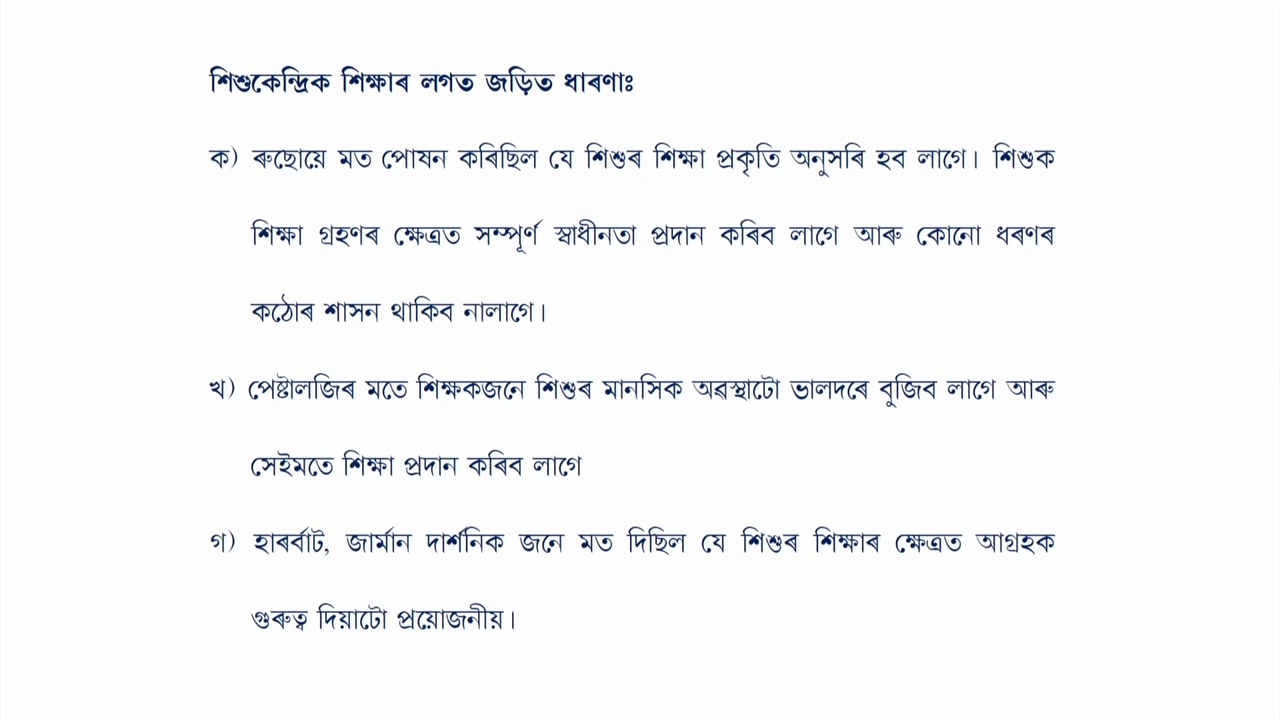 শিশুকেন্দ্রিক শিক্ষাৰ লগত জড়িত ধাৰণাঃ
ক) ৰুছোয়ে মত পোষন কৰিছিল যে শিশুৰ শিক্ষা প্ৰকৃতি অনুসৰি হব লাগে। শিশুক
শিক্ষা গ্ৰহণৰ ক্ষেত্ৰত সম্পূৰ্ণ স্বাধীনতা প্ৰদান কৰিব লাগে আৰু কোনো ধৰণৰ
কঠোৰ শাসন থাকিব নালাগে।
খ) পেষ্টালজিৰ মতে শিক্ষকজনে শিশুৰ মানসিক অৱস্থাটো ভালদৰে বুজিব লাগে আৰু
সেইমতে শিক্ষা প্ৰদান কৰিব লাগে
গ) হাৰৰ্বাট, জাৰ্মান দাৰ্শনিক জনে মত দিছিল যে শিশুৰ শিক্ষাৰ ক্ষেত্ৰত আগ্ৰহক
গুৰুত্ব দিয়াটো প্ৰয়োজনীয়।